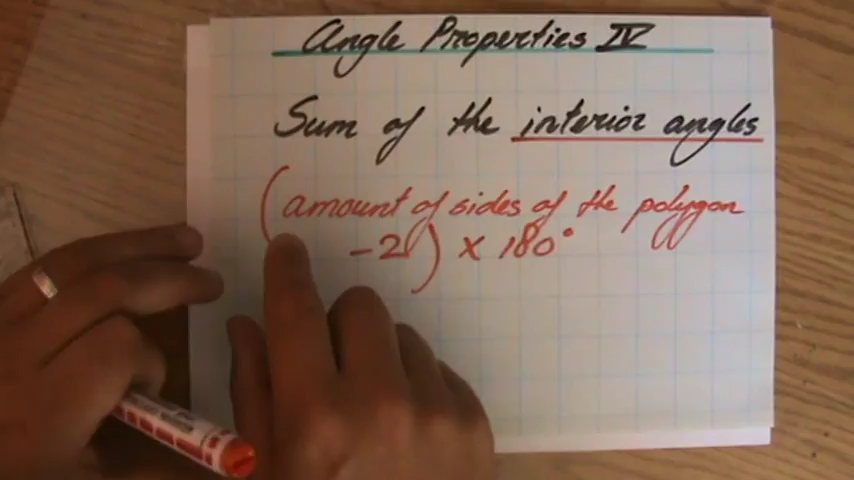 Angle Properties IV
Sum of the interior angles
(amount of sides of the polygon
-2) x 180°